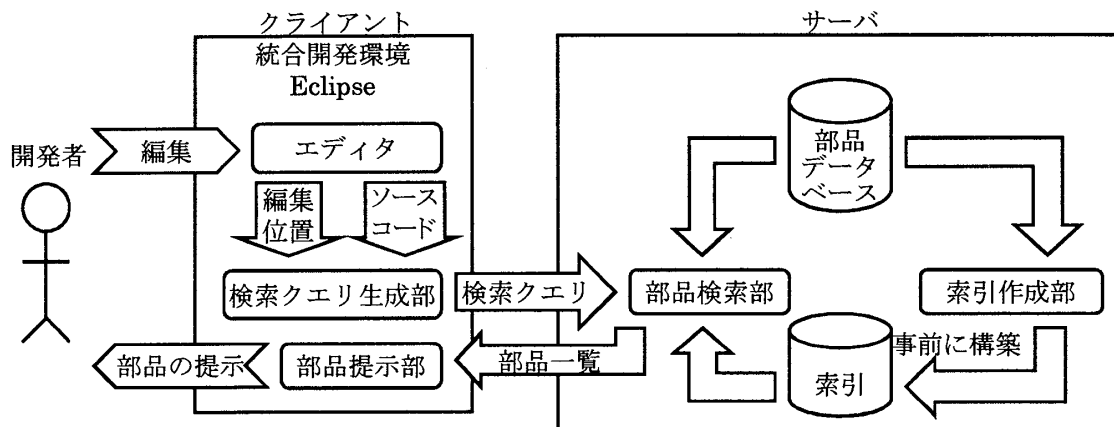 クライアント
サーバ
統合開発環境
Eclipse
開発者
編集
エディタ
部品
データ
ベース
編集
位置
ソース
コード
検索クエリ生成部
検索クエリ
部品検索部
索引作成部
事前に構築
部品の提示
部品提示部
部品一覧
索引